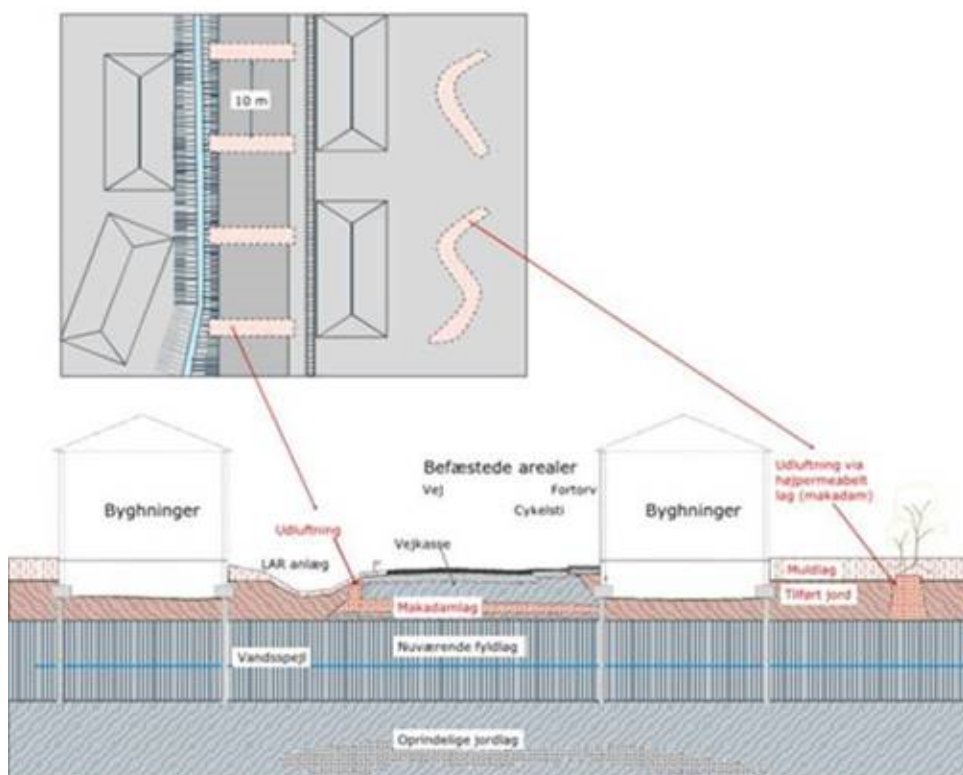 10 m
Udluftning via
højpermeabelt
lag (makadam)
Befæstede arealer
Vej
Fortorv
Cykelsti
Byghninger
Byghninger
Udluftning
LAR anlæg
Vejkasse
Muldlag
Tilført jord
Makadamlag
Nuværende fyldlag
Vandsspejl
Oprindelige jordlag